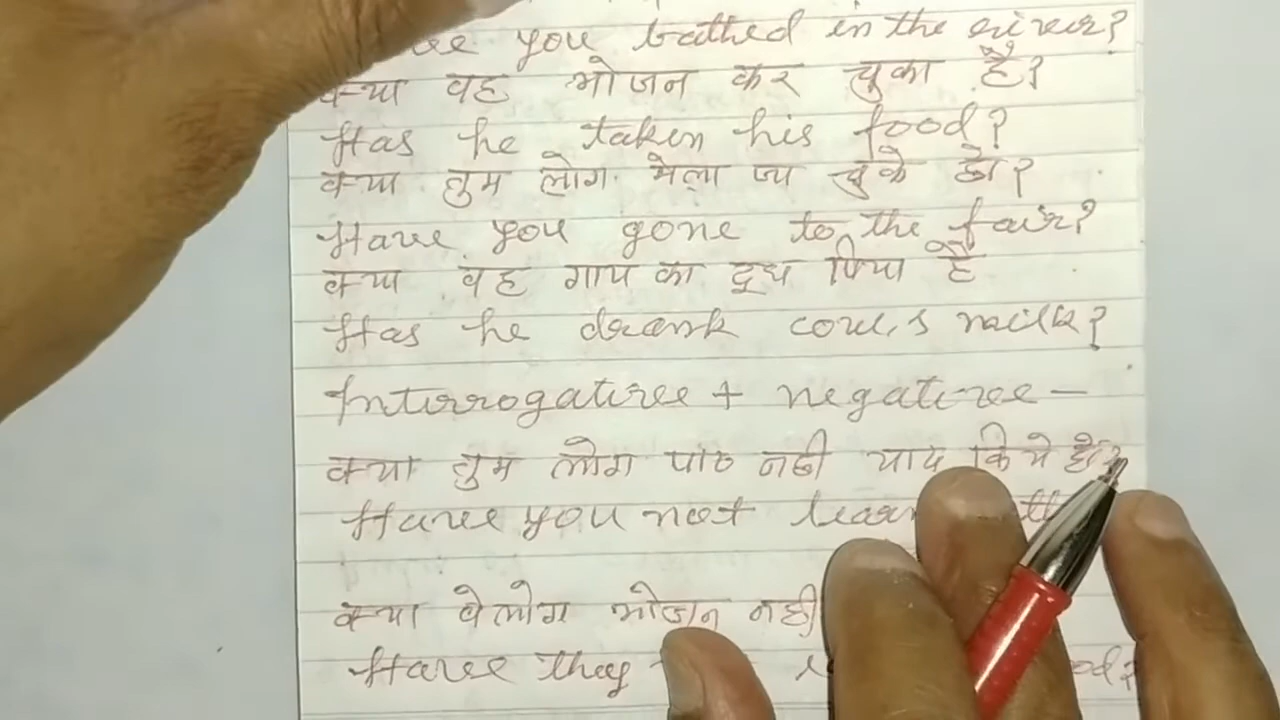 you bathed in the river?
क्या वह भोजन कर चुका है?
Has he taken his food?
क्या तुम लोग मेला जा चुके हो?
Have you gone to the fair?
क्या वह गाय का दूध पिया है
Has he drank cow's milk?
Interrogative + negative —
क्या तुम लोग पाठ नही याद किये हो?
Have you not
क्या वे लोग भोजन नही
Have they